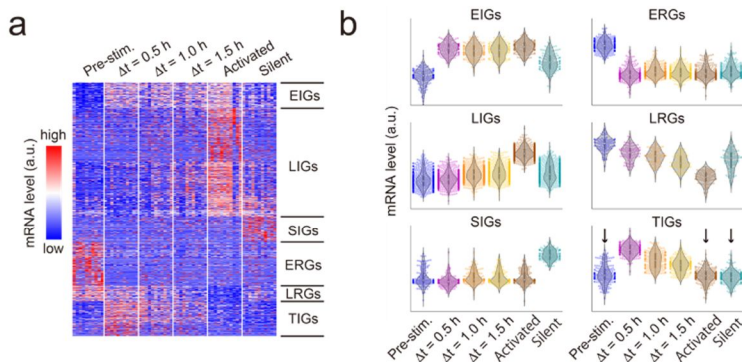 a
Pre-stim.
Δt = 0.5 h
Δt = 1.0 h
Δt = 1.5 h
Activated
Silent
high
low
mRNA level (a.u.)
EIGs
LIGs
SIGs
ERGs
LRGs
TIGs
b
mRNA level (a.u.)
EIGs
ERGs
LIGs
LRGs
SIGs
TIGs
Pre-stim.
Δt = 0.5 h
Δt = 1.0 h
Δt = 1.5 h
Activated
Silent
Pre-stim.
Δt = 0.5 h
Δt = 1.0 h
Δt = 1.5 h
Activated
Silent